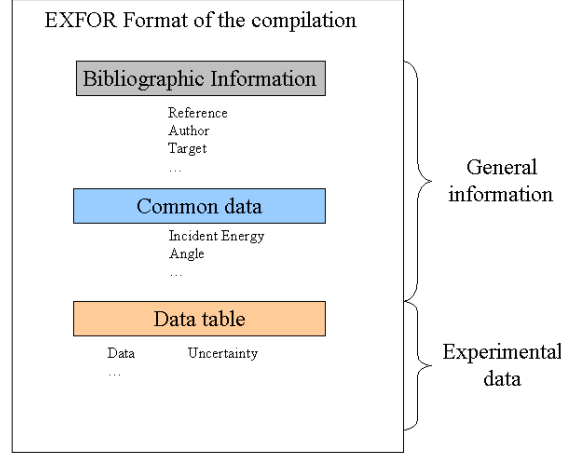 EXFOR Format of the compilation
Bibliographic Information
Reference
Author
Target
...
Common data
Incident Energy
Angle
...
Data table
Data Uncertainty
...
General
information
Experimental
data